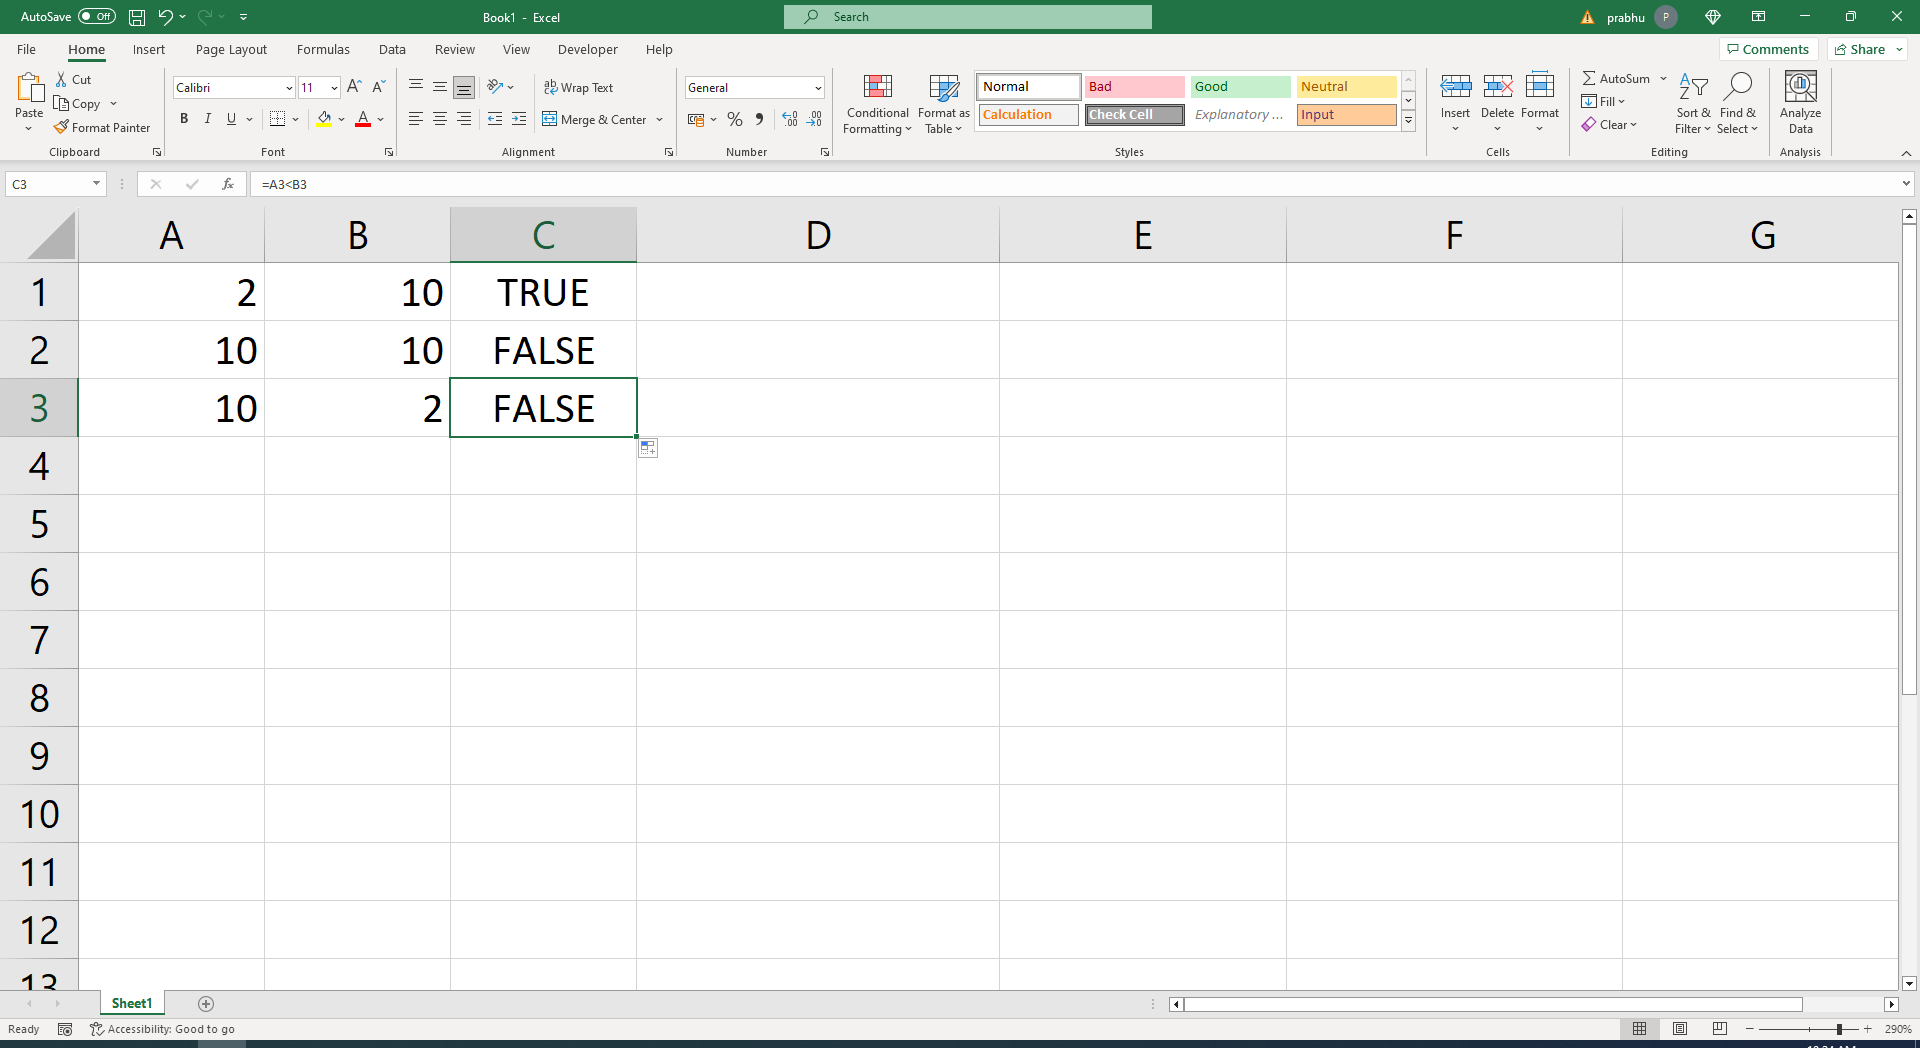 AutoSave Off Book1 - Excel Search prabhu P
File Home Insert Page Layout Formulas Data Review View Developer Help Comments Share
Paste Cut Copy Format Painter Clipboard
Calibri 11 A A B I U A Font
ab Wrap Text Merge & Center Alignment
General % Number
Conditional Formatting Format as Table
Normal Bad Good Neutral
Calculation Check Cell Explanatory ... Input
Styles
Insert Delete Format Cells
AutoSum Fill Clear Sort & Filter Find & Select Editing
Analyze Data Analysis
C3 fx =A3<B3
A B C D E F G
1 2 10 TRUE
2 10 10 FALSE
3 10 2 FALSE
4
5
6
7
8
9
10
11
12
13
Sheet1
Ready Accessibility: Good to go 290%